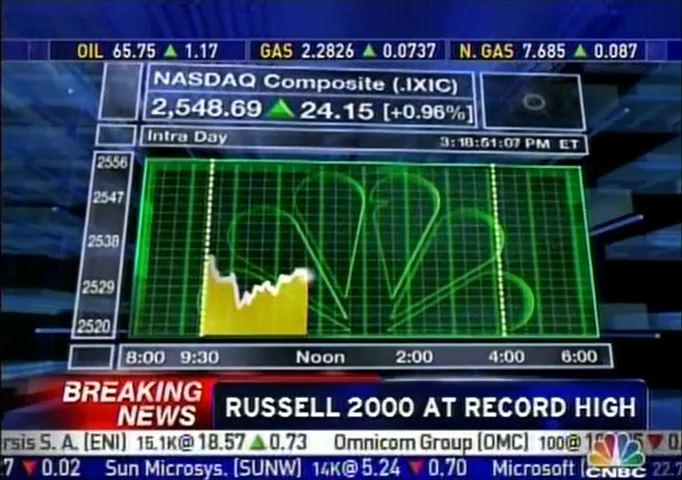 OIL 65.75 ▲ 1.17 GAS 2.2826 ▲ 0.0737 N. GAS 7.685 ▲ 0.087
NASDAQ Composite (.IXIC)
2,548.69 ▲ 24.15 [+0.96%]
Intra Day 3:18:51:07 PM ET
2556
2547
2538
2529
2520
8:00 9:30 Noon 2:00 4:00 6:00
BREAKING NEWS
RUSSELL 2000 AT RECORD HIGH
rsis S. A. (ENI) 15.1K@ 18.57 ▲ 0.73 Omnicom Group (OMC) 100@
.7 ▼ 0.02 Sun Microsys. (SUNW) 14K@ 5.24 ▼ 0.70 Microsoft
CNBC